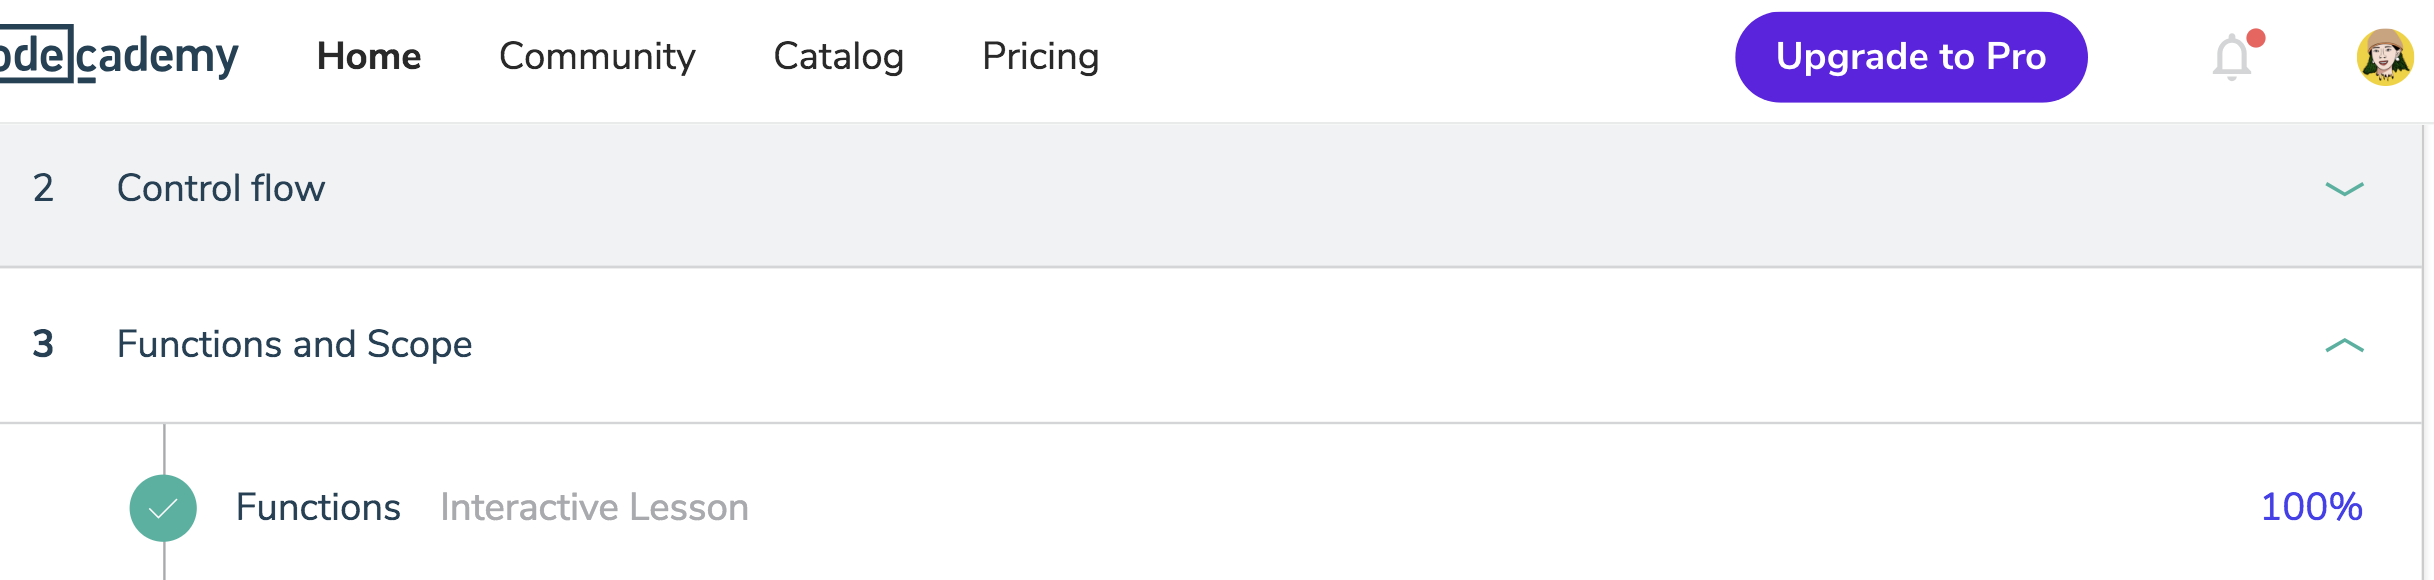 odecademy Home Community Catalog Pricing Upgrade to Pro
2 Control flow
3 Functions and Scope
Functions Interactive Lesson 100%